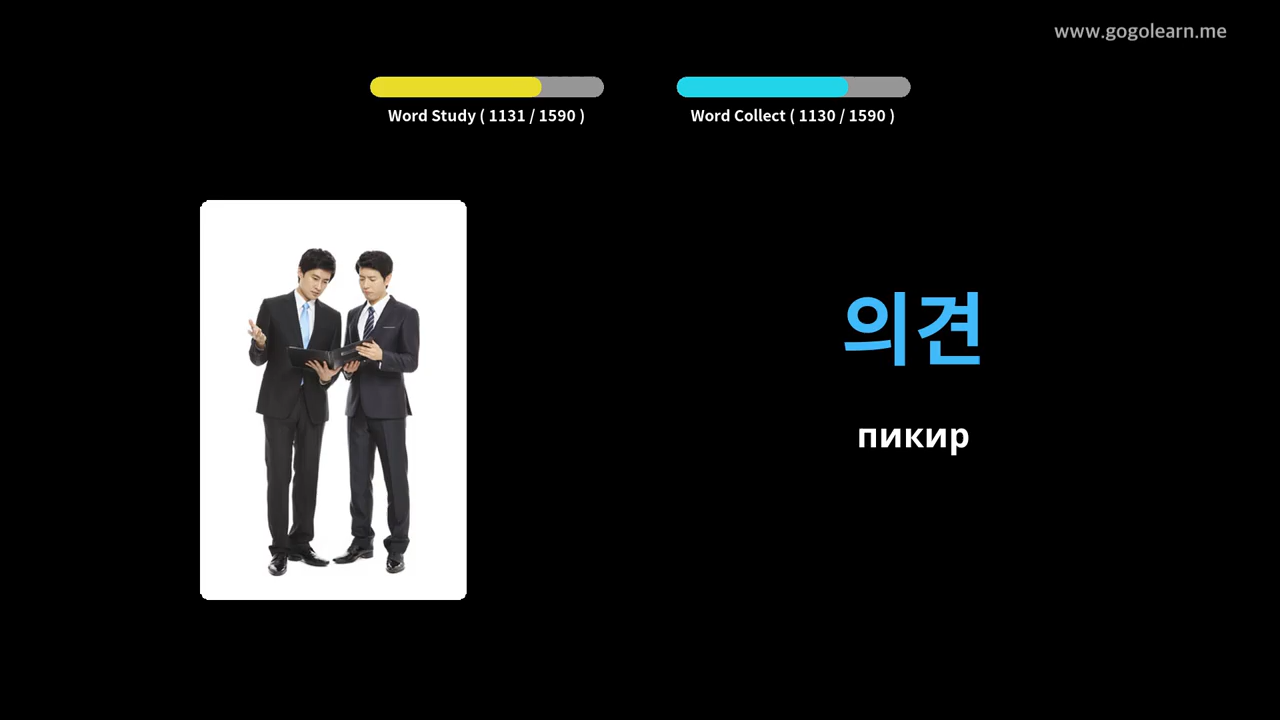 www.gogolearn.me
Word Study ( 1131 / 1590 )
Word Collect ( 1130 / 1590 )
의견
пикир